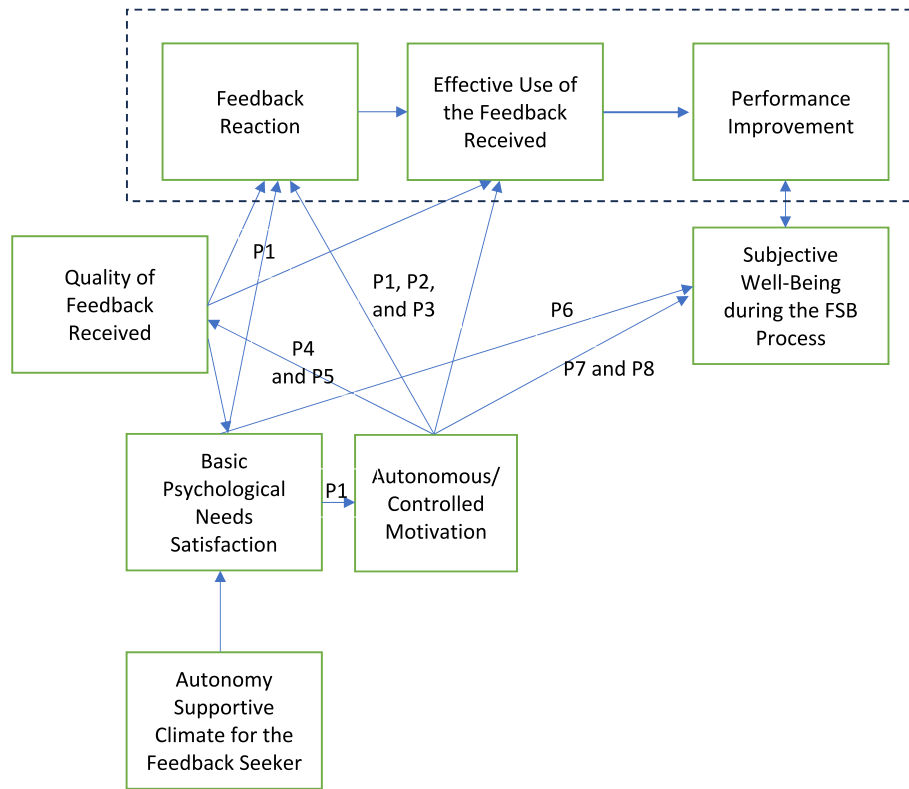 Feedback
Reaction
Effective Use of
the Feedback
Received
Performance
Improvement
Quality of
Feedback
Received
P1
P1, P2,
and P3
P4
and P5
P6
P7 and P8
Subjective
Well-Being
during the FSB
Process
Basic
Psychological
Needs
Satisfaction
P1
Autonomous/
Controlled
Motivation
Autonomy
Supportive
Climate for the
Feedback Seeker